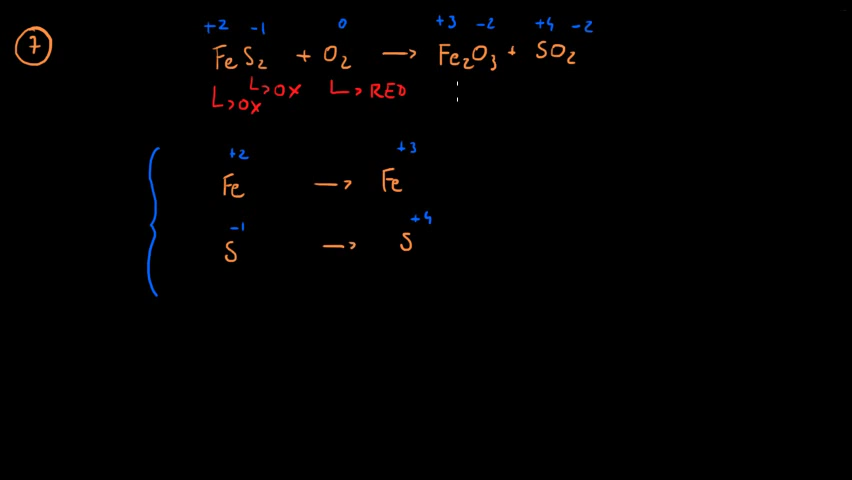 +2 -1 0 +3 -2 +4 -2
7 FeS2 + O2 → Fe2O3 + SO2
↳OX ↳OX ↳RED
+2 +3
Fe → Fe
-1 +4
S → S